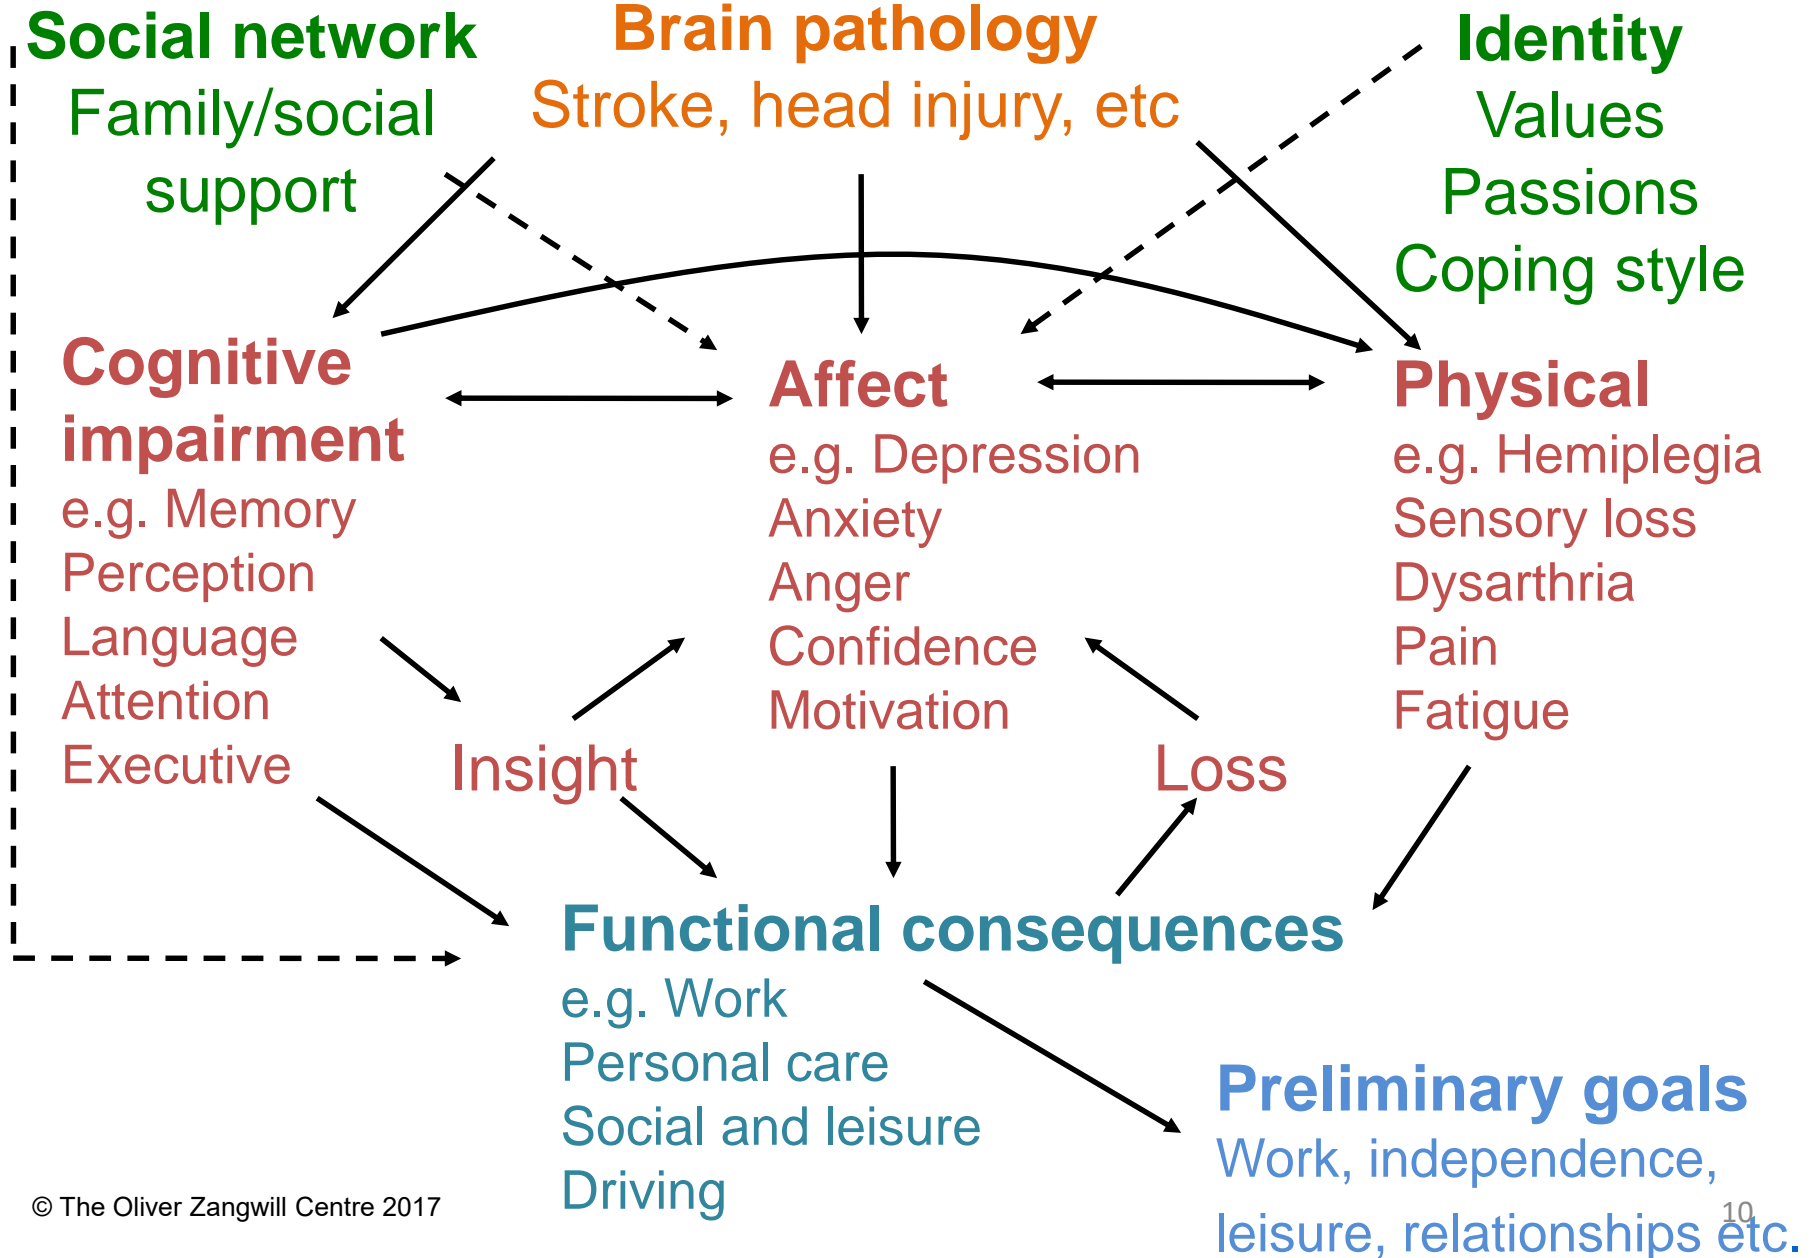 Social network
Family/social
support
Brain pathology
Stroke, head injury, etc
Identity
Values
Passions
Coping style
Cognitive
impairment
e.g. Memory
Perception
Language
Attention
Executive
Affect
e.g. Depression
Anxiety
Anger
Confidence
Motivation
Physical
e.g. Hemiplegia
Sensory loss
Dysarthria
Pain
Fatigue
Insight
Loss
Functional consequences
e.g. Work
Personal care
Social and leisure
Driving
Preliminary goals
Work, independence,
leisure, relationships etc.
© The Oliver Zangwill Centre 2017
10